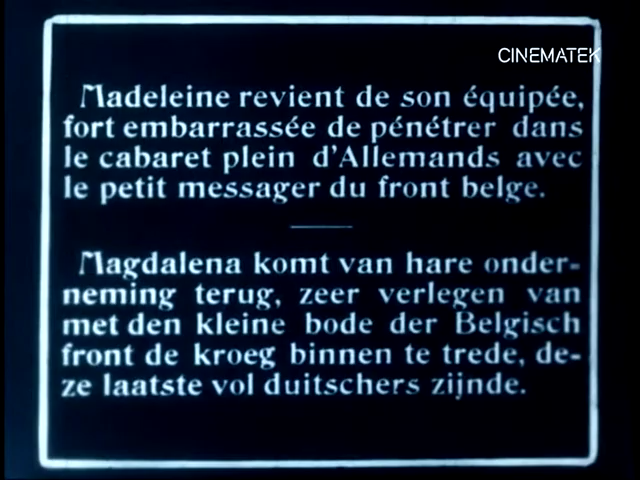 CINEMATEK
Madeleine revient de son équipée,
fort embarrassée de pénétrer dans
le cabaret plein d'Allemands avec
le petit messager du front belge.
Magdalena komt van hare onder-
neming terug, zeer verlegen van
met den kleine bode der Belgisch
front de kroeg binnen te trede, de-
ze laatste vol duitschers zijnde.